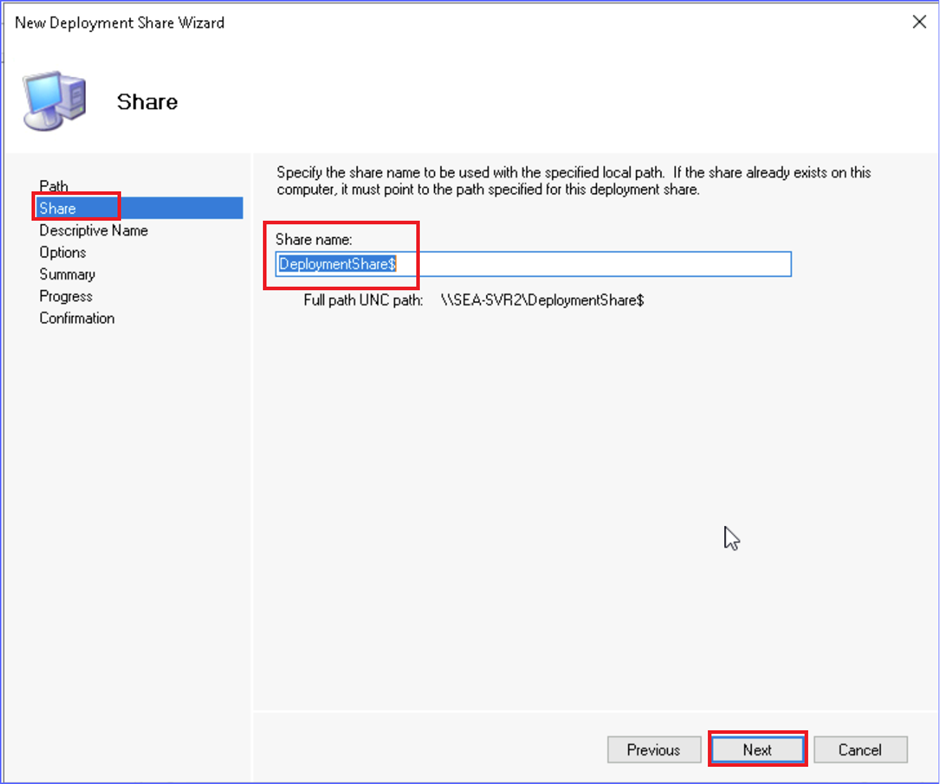 New Deployment Share Wizard
Share
Path
Share
Descriptive Name
Options
Summary
Progress
Confirmation
Specify the share name to be used with the specified local path.  If the share already exists on this
computer, it must point to the path specified for this deployment share.
Share name:
DeploymentShare$
Full path UNC path:   \\SEA-SVR2\DeploymentShare$
Previous
Next
Cancel